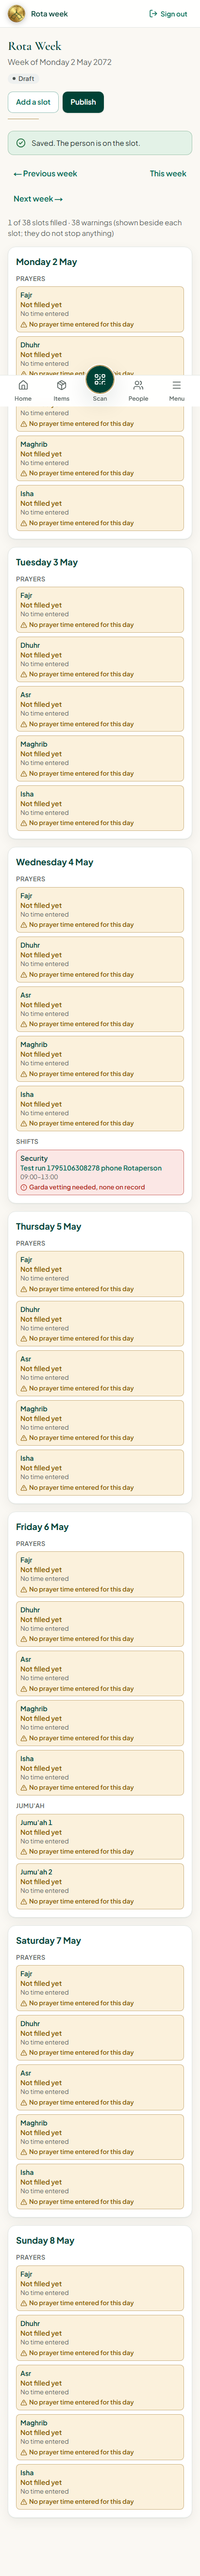 Rota week
Sign out
Rota Week
Week of Monday 2 May 2072
Draft
Add a slot
Publish
Saved. The person is on the slot.
← Previous week
This week
Next week →
1 of 38 slots filled · 38 warnings (shown beside each
slot; they do not stop anything)
Monday 2 May
PRAYERS
Fajr
Not filled yet
No time entered
No prayer time entered for this day
Dhuhr
Not filled yet
No time entered
Home
Items
Scan
People
Menu
No prayer time entered for this day
Maghrib
Not filled yet
No time entered
No prayer time entered for this day
Isha
Not filled yet
No time entered
No prayer time entered for this day
Tuesday 3 May
PRAYERS
Fajr
Not filled yet
No time entered
No prayer time entered for this day
Dhuhr
Not filled yet
No time entered
No prayer time entered for this day
Asr
Not filled yet
No time entered
No prayer time entered for this day
Maghrib
Not filled yet
No time entered
No prayer time entered for this day
Isha
Not filled yet
No time entered
No prayer time entered for this day
Wednesday 4 May
PRAYERS
Fajr
Not filled yet
No time entered
No prayer time entered for this day
Dhuhr
Not filled yet
No time entered
No prayer time entered for this day
Asr
Not filled yet
No time entered
No prayer time entered for this day
Maghrib
Not filled yet
No time entered
No prayer time entered for this day
Isha
Not filled yet
No time entered
No prayer time entered for this day
SHIFTS
Security
Test run 1795106308278 phone Rotaperson
09:00–13:00
Garda vetting needed, none on record
Thursday 5 May
PRAYERS
Fajr
Not filled yet
No time entered
No prayer time entered for this day
Dhuhr
Not filled yet
No time entered
No prayer time entered for this day
Asr
Not filled yet
No time entered
No prayer time entered for this day
Maghrib
Not filled yet
No time entered
No prayer time entered for this day
Isha
Not filled yet
No time entered
No prayer time entered for this day
Friday 6 May
PRAYERS
Fajr
Not filled yet
No time entered
No prayer time entered for this day
Dhuhr
Not filled yet
No time entered
No prayer time entered for this day
Asr
Not filled yet
No time entered
No prayer time entered for this day
Maghrib
Not filled yet
No time entered
No prayer time entered for this day
Isha
Not filled yet
No time entered
No prayer time entered for this day
JUMU'AH
Jumu'ah 1
Not filled yet
No time entered
No prayer time entered for this day
Jumu'ah 2
Not filled yet
No time entered
No prayer time entered for this day
Saturday 7 May
PRAYERS
Fajr
Not filled yet
No time entered
No prayer time entered for this day
Dhuhr
Not filled yet
No time entered
No prayer time entered for this day
Asr
Not filled yet
No time entered
No prayer time entered for this day
Maghrib
Not filled yet
No time entered
No prayer time entered for this day
Isha
Not filled yet
No time entered
No prayer time entered for this day
Sunday 8 May
PRAYERS
Fajr
Not filled yet
No time entered
No prayer time entered for this day
Dhuhr
Not filled yet
No time entered
No prayer time entered for this day
Asr
Not filled yet
No time entered
No prayer time entered for this day
Maghrib
Not filled yet
No time entered
No prayer time entered for this day
Isha
Not filled yet
No time entered
No prayer time entered for this day